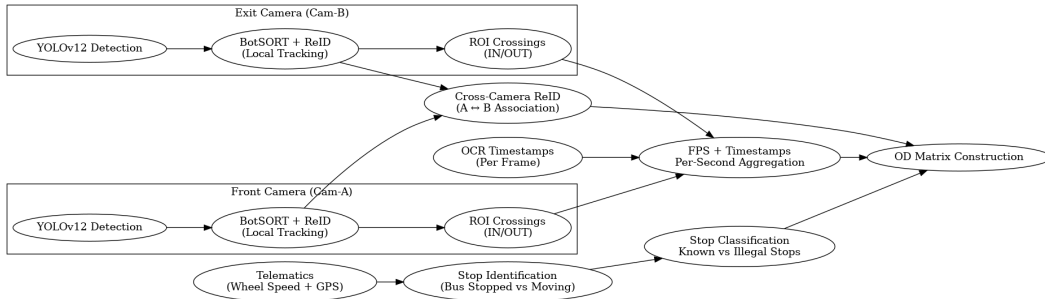 Exit Camera (Cam-B)
YOLOv12 Detection
BotSORT + ReID
(Local Tracking)
ROI Crossings
(IN/OUT)
Cross-Camera ReID
(A ↔ B Association)
OCR Timestamps
(Per Frame)
FPS + Timestamps
Per-Second Aggregation
OD Matrix Construction
Front Camera (Cam-A)
YOLOv12 Detection
BotSORT + ReID
(Local Tracking)
ROI Crossings
(IN/OUT)
Stop Classification
Known vs Illegal Stops
Telematics
(Wheel Speed + GPS)
Stop Identification
(Bus Stopped vs Moving)